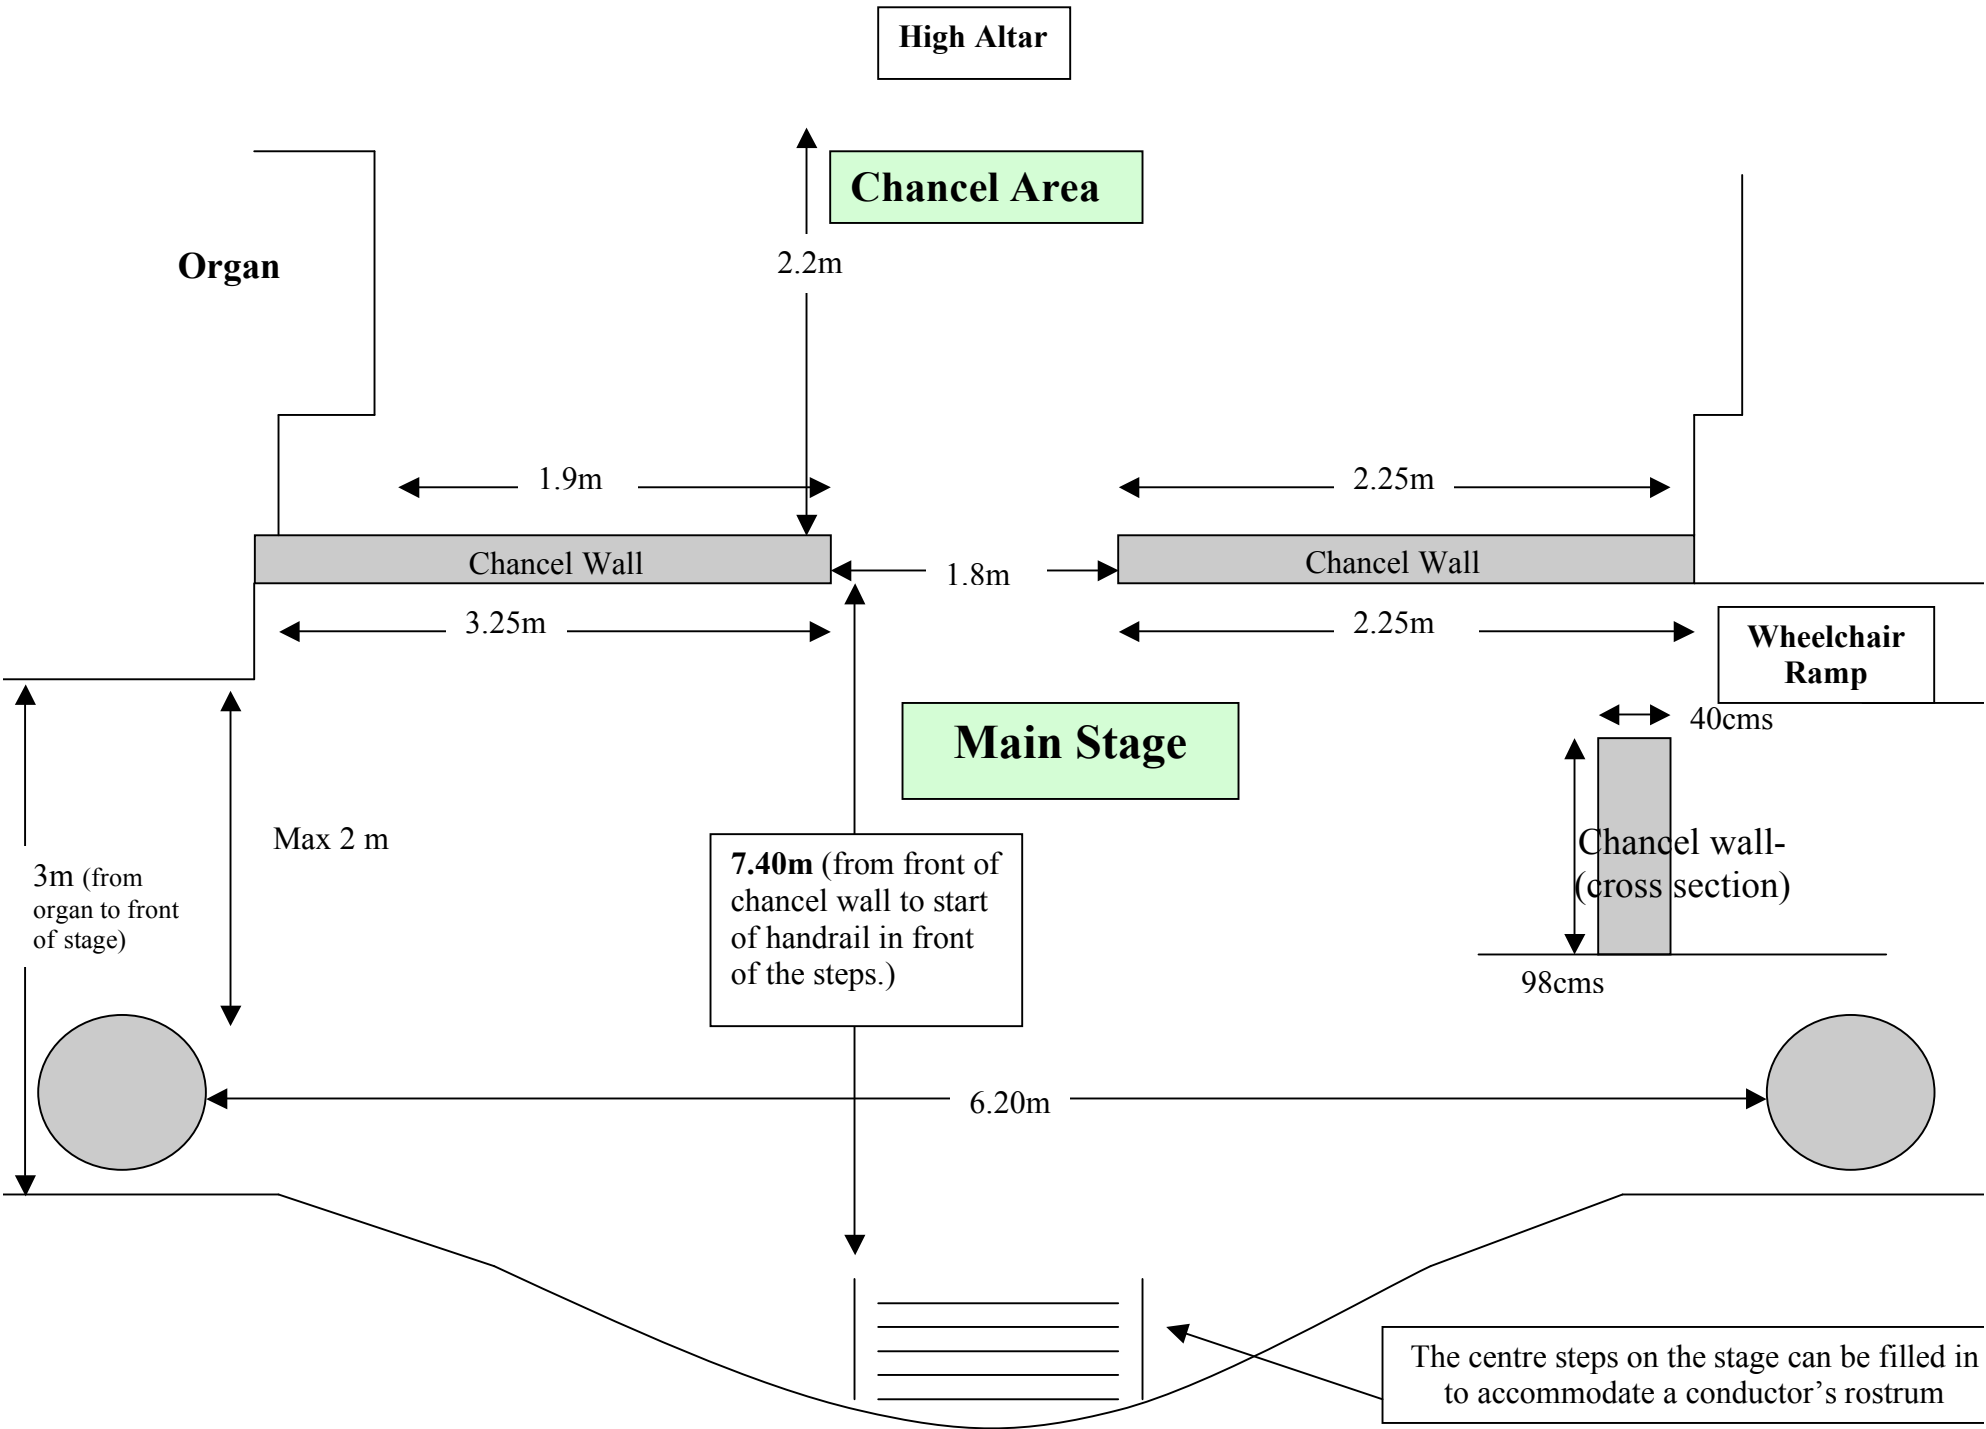 High Altar
Chancel Area
Organ
2.2m
1.9m
2.25m
Chancel Wall
1.8m
Chancel Wall
3.25m
2.25m
Wheelchair
Ramp
40cms
Main Stage
Max 2 m
3m (from
organ to front
of stage)
7.40m (from front of
chancel wall to start
of handrail in front
of the steps.)
Chancel wall-
(cross section)
98cms
6.20m
The centre steps on the stage can be filled in
to accommodate a conductor’s rostrum